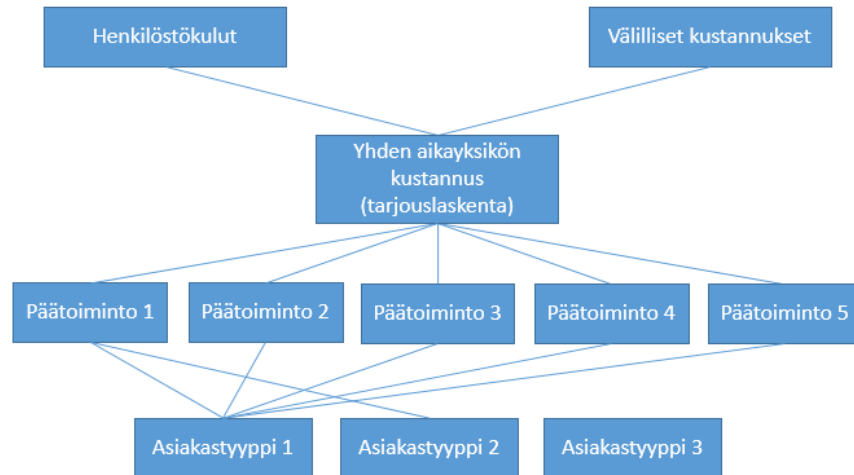 Henkilöstökulut
Välilliset kustannukset
Yhden aikayksikön
kustannus
(tarjouslaskenta)
Päätoiminto 1
Päätoiminto 2
Päätoiminto 3
Päätoiminto 4
Päätoiminto 5
Asiakastyyppi 1
Asiakastyyppi 2
Asiakastyyppi 3